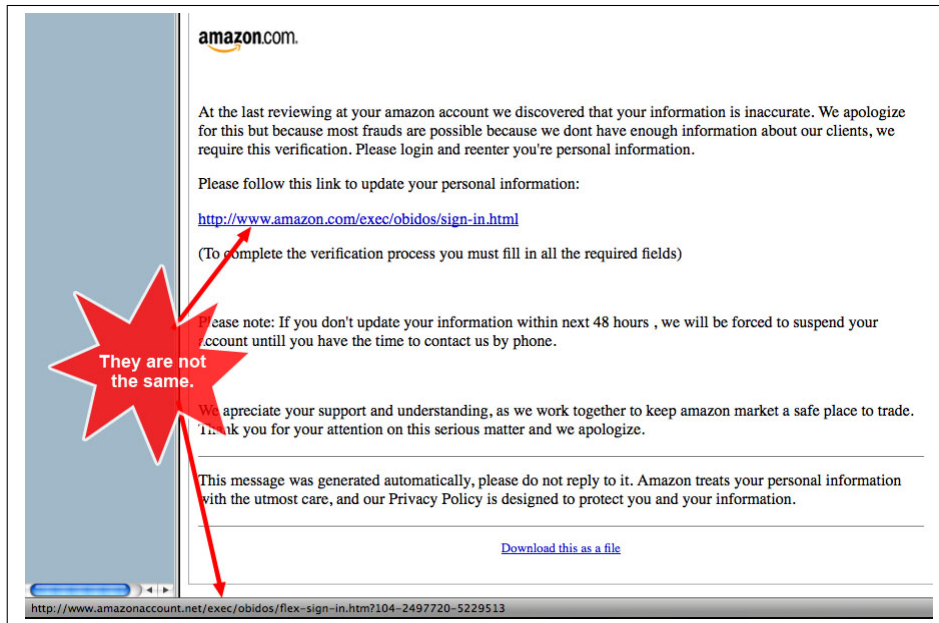 amazon.com.
At the last reviewing at your amazon account we discovered that your information is inaccurate. We apologize
for this but because most frauds are possible because we dont have enough information about our clients, we
require this verification. Please login and reenter you're personal information.
Please follow this link to update your personal information:
http://www.amazon.com/exec/obidos/sign-in.html
(To complete the verification process you must fill in all the required fields)
Please note: If you don't update your information within next 48 hours , we will be forced to suspend your
account untill you have the time to contact us by phone.
They are not
the same.
We apreciate your support and understanding, as we work together to keep amazon market a safe place to trade.
Thank you for your attention on this serious matter and we apologize.
This message was generated automatically, please do not reply to it. Amazon treats your personal information
with the utmost care, and our Privacy Policy is designed to protect you and your information.
Download this as a file
http://www.amazonaccount.net/exec/obidos/flex-sign-in.htm?104-2497720-5229513